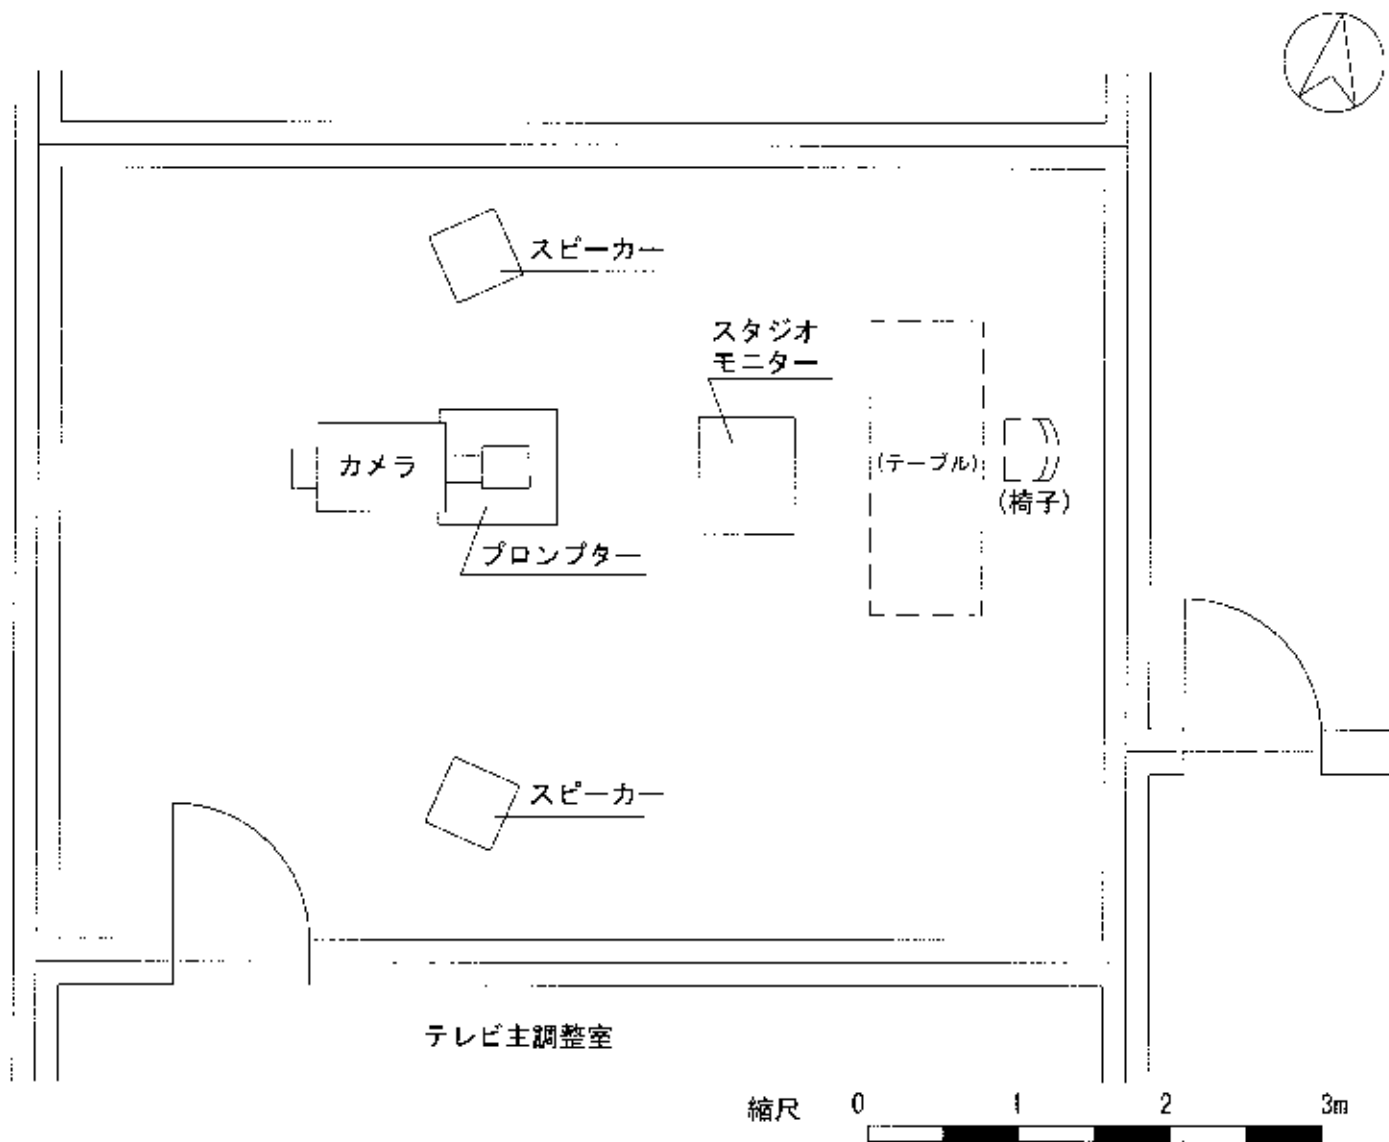 スピーカー
スタジオ
モニター
カメラ
(テーブル)
(椅子)
プロンプター
スピーカー
テレビ主調整室
縮尺 0 1 2 3m